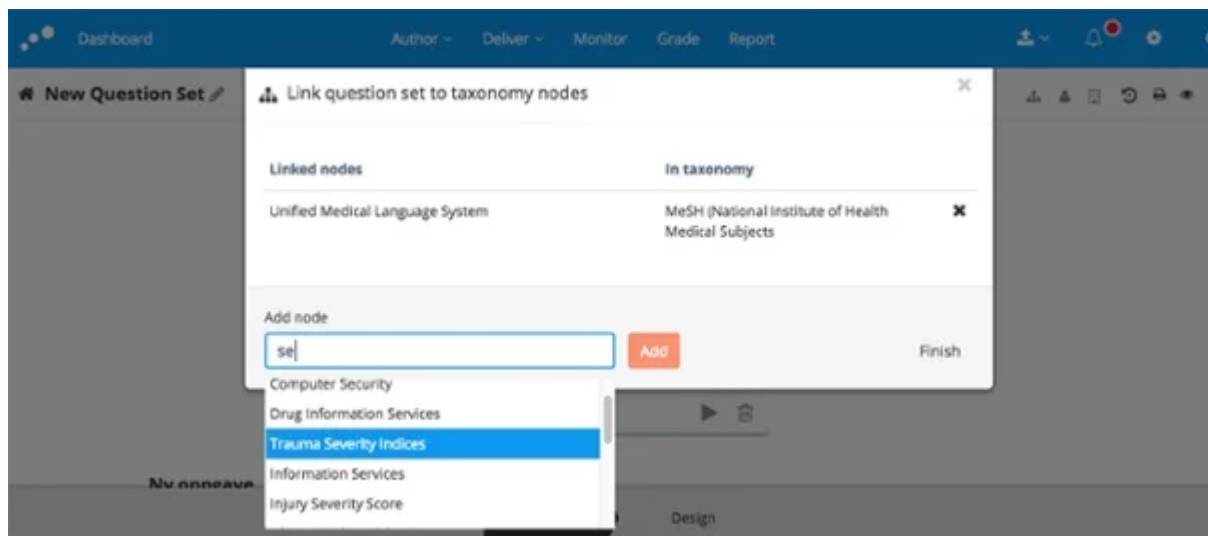 Dashboard
Author
Deliver
Monitor
Grade
Report
New Question Set
Link question set to taxonomy nodes
Linked nodes
In taxonomy
Unified Medical Language System
MeSH (National Institute of Health
Medical Subjects
Add node
se
Add
Finish
Computer Security
Drug Information Services
Trauma Severity Indices
Information Services
Injury Severity Score
Ny oppgave
Design